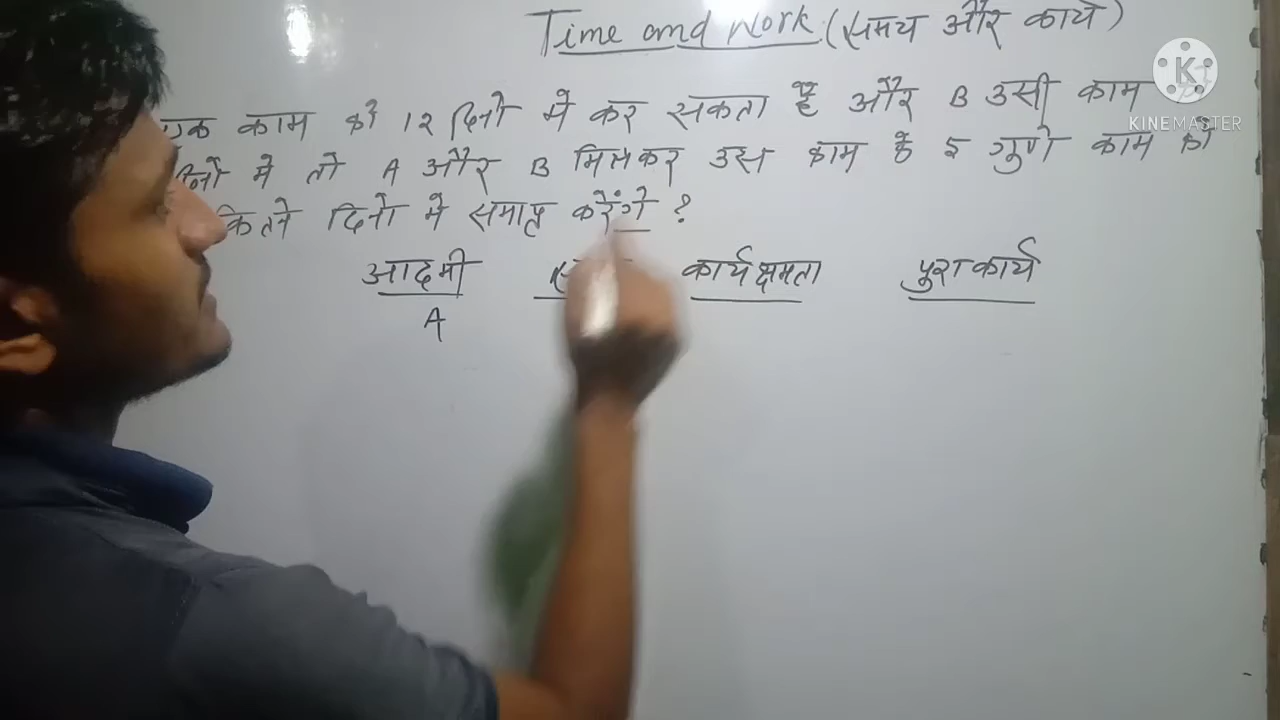 Time and Work (समय और कार्य)
एक काम को 12 दिनो मे कर सकता है और B उसी काम
दिनो मे तो A और B मिलकर उस काम के 5 गुणे काम को
कितने दिनो मे समाप्त करेंगे ?
आदमी कार्यक्षमता पुरा कार्य
A
K
KINEMASTER